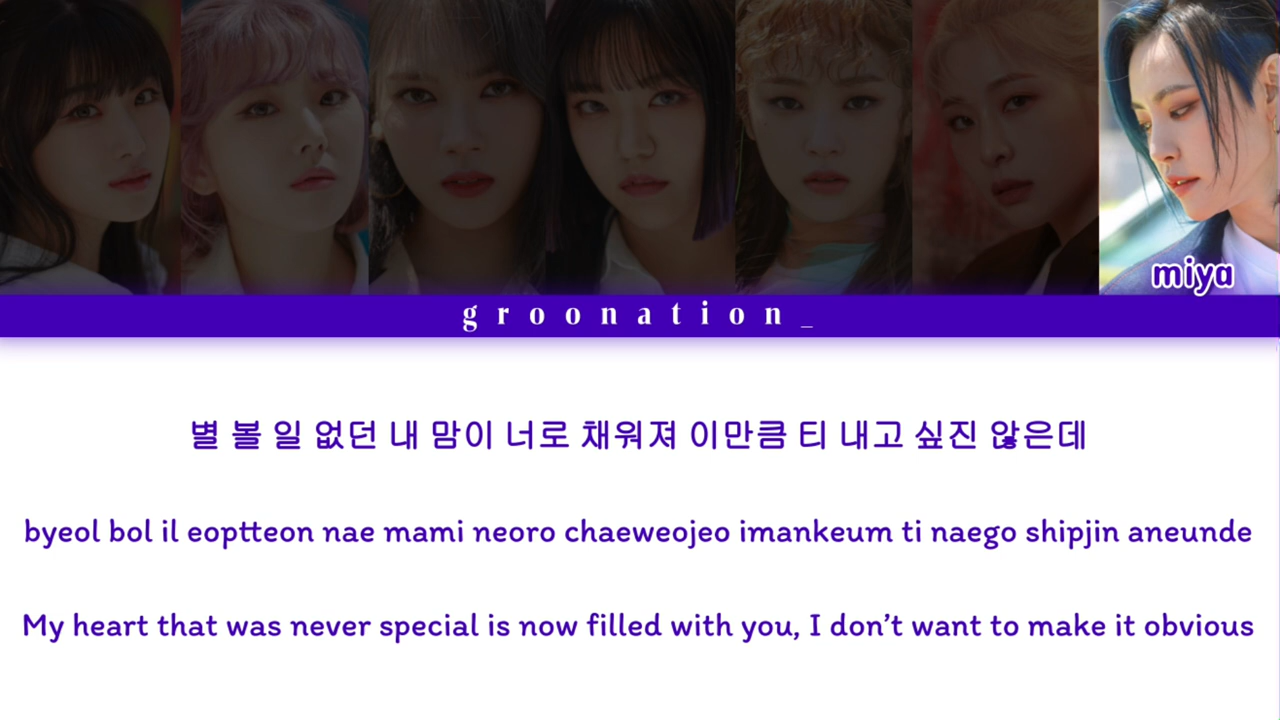 miya
groonation_
별 볼 일 없던 내 맘이 너로 채워져 이만큼 티 내고 싶진 않은데
byeol bol il eoptteon nae mami neoro chaeweojeo imankeum ti naego shipjin aneunde
My heart that was never special is now filled with you, I don’t want to make it obvious